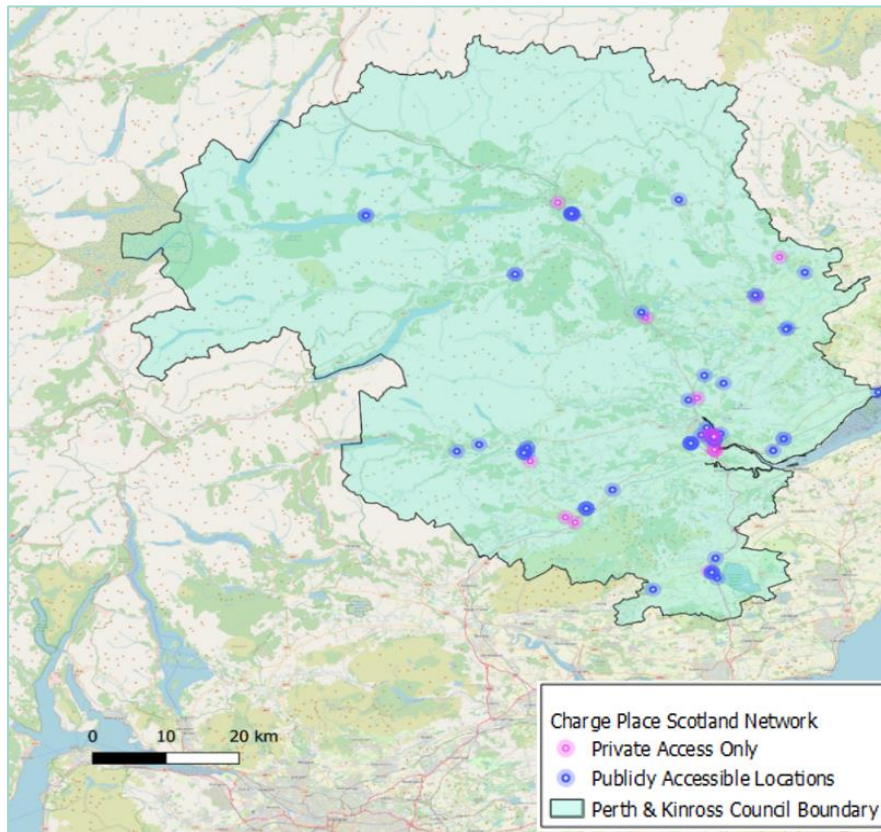 0 10 20 km
Charge Place Scotland Network
Private Access Only
Publicly Accessible Locations
Perth & Kinross Council Boundary